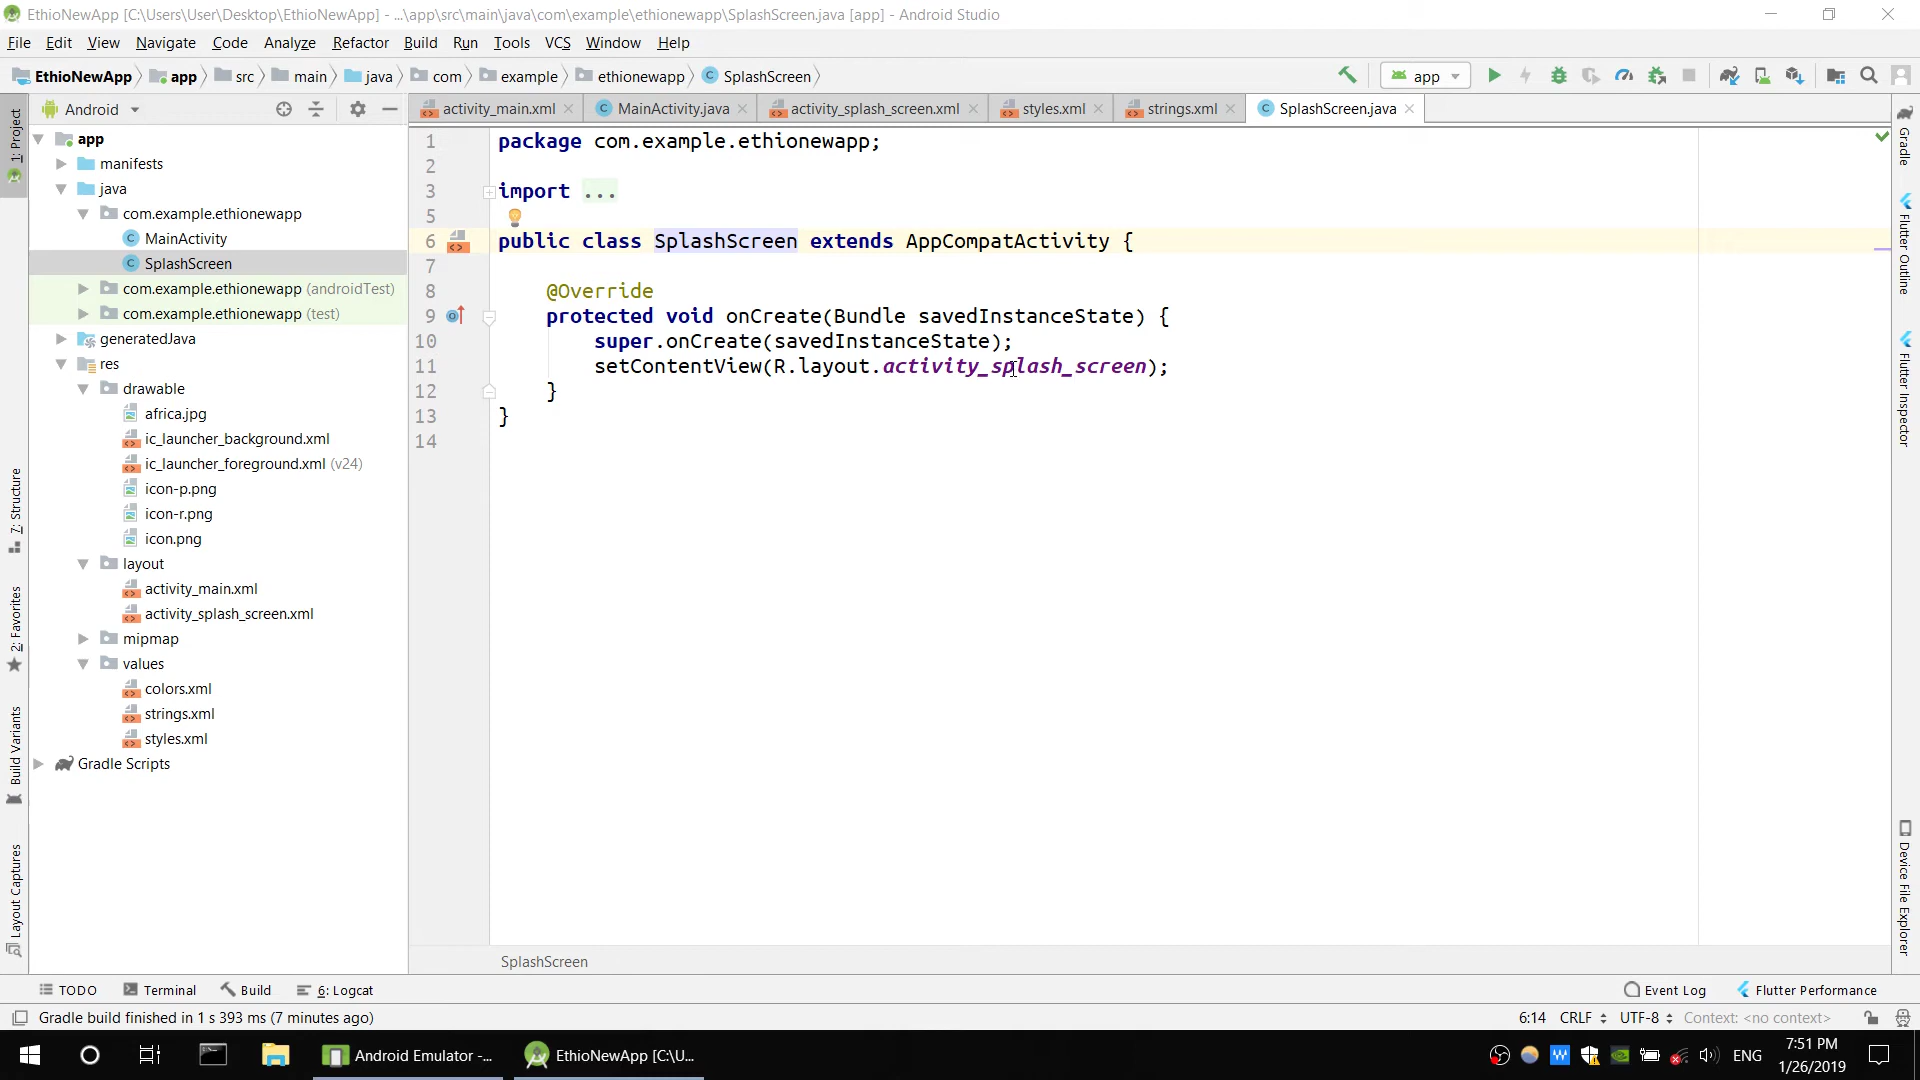 EthioNewApp [C:\Users\User\Desktop\EthioNewApp] - ...\app\src\main\java\com\example\ethionewapp\SplashScreen.java [app] - Android Studio
File Edit View Navigate Code Analyze Refactor Build Run Tools VCS Window Help
EthioNewApp app src main java com example ethionewapp SplashScreen app
Android
activity_main.xml MainActivity.java activity_splash_screen.xml styles.xml strings.xml SplashScreen.java
1: Project
7: Structure
2: Favorites
Build Variants
Layout Captures
app
manifests
java
com.example.ethionewapp
MainActivity
SplashScreen
com.example.ethionewapp (androidTest)
com.example.ethionewapp (test)
generatedJava
res
drawable
africa.jpg
ic_launcher_background.xml
ic_launcher_foreground.xml (v24)
icon-p.png
icon-r.png
icon.png
layout
activity_main.xml
activity_splash_screen.xml
mipmap
values
colors.xml
strings.xml
styles.xml
Gradle Scripts
1 package com.example.ethionewapp;
2
3 import ...
5
6 public class SplashScreen extends AppCompatActivity {
7
8 @Override
9 protected void onCreate(Bundle savedInstanceState) {
10 super.onCreate(savedInstanceState);
11 setContentView(R.layout.activity_splash_screen);
12 }
13 }
14
SplashScreen
Gradle
Flutter Outline
Flutter Inspector
Device File Explorer
TODO Terminal Build 6: Logcat Event Log Flutter Performance
Gradle build finished in 1 s 393 ms (7 minutes ago) 6:14 CRLF UTF-8 Context: <no context>
Android Emulator -... EthioNewApp [C:\U... ENG 7:51 PM
1/26/2019